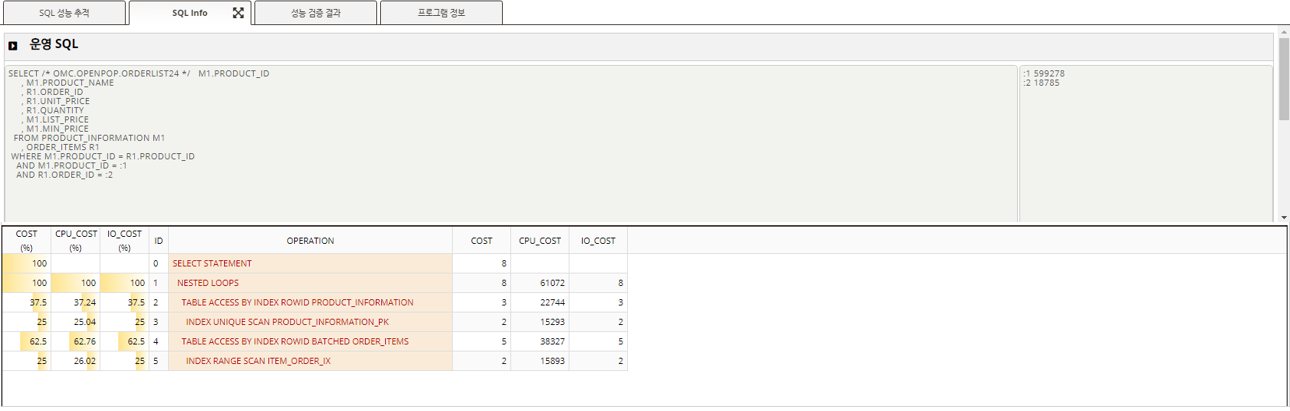 SQL 성능 추적 SQL Info 성능 검증 결과 프로그램 정보
운영 SQL
SELECT /* OMC.OPENPOP.ORDERLIST24 */ M1.PRODUCT_ID
, M1.PRODUCT_NAME
, R1.ORDER_ID
, R1.UNIT_PRICE
, R1.QUANTITY
, M1.LIST_PRICE
, M1.MIN_PRICE
FROM PRODUCT_INFORMATION M1
, ORDER_ITEMS R1
WHERE M1.PRODUCT_ID = R1.PRODUCT_ID
AND M1.PRODUCT_ID = :1
AND R1.ORDER_ID = :2
:1 599278
:2 18785
COST (%) CPU_COST (%) IO_COST (%) ID OPERATION COST CPU_COST IO_COST
100 0 SELECT STATEMENT 8
100 100 100 1 NESTED LOOPS 8 61072 8
37.5 37.24 37.5 2 TABLE ACCESS BY INDEX ROWID PRODUCT_INFORMATION 3 22744 3
25 25.04 25 3 INDEX UNIQUE SCAN PRODUCT_INFORMATION_PK 2 15293 2
62.5 62.76 62.5 4 TABLE ACCESS BY INDEX ROWID BATCHED ORDER_ITEMS 5 38327 5
25 26.02 25 5 INDEX RANGE SCAN ITEM_ORDER_IX 2 15893 2